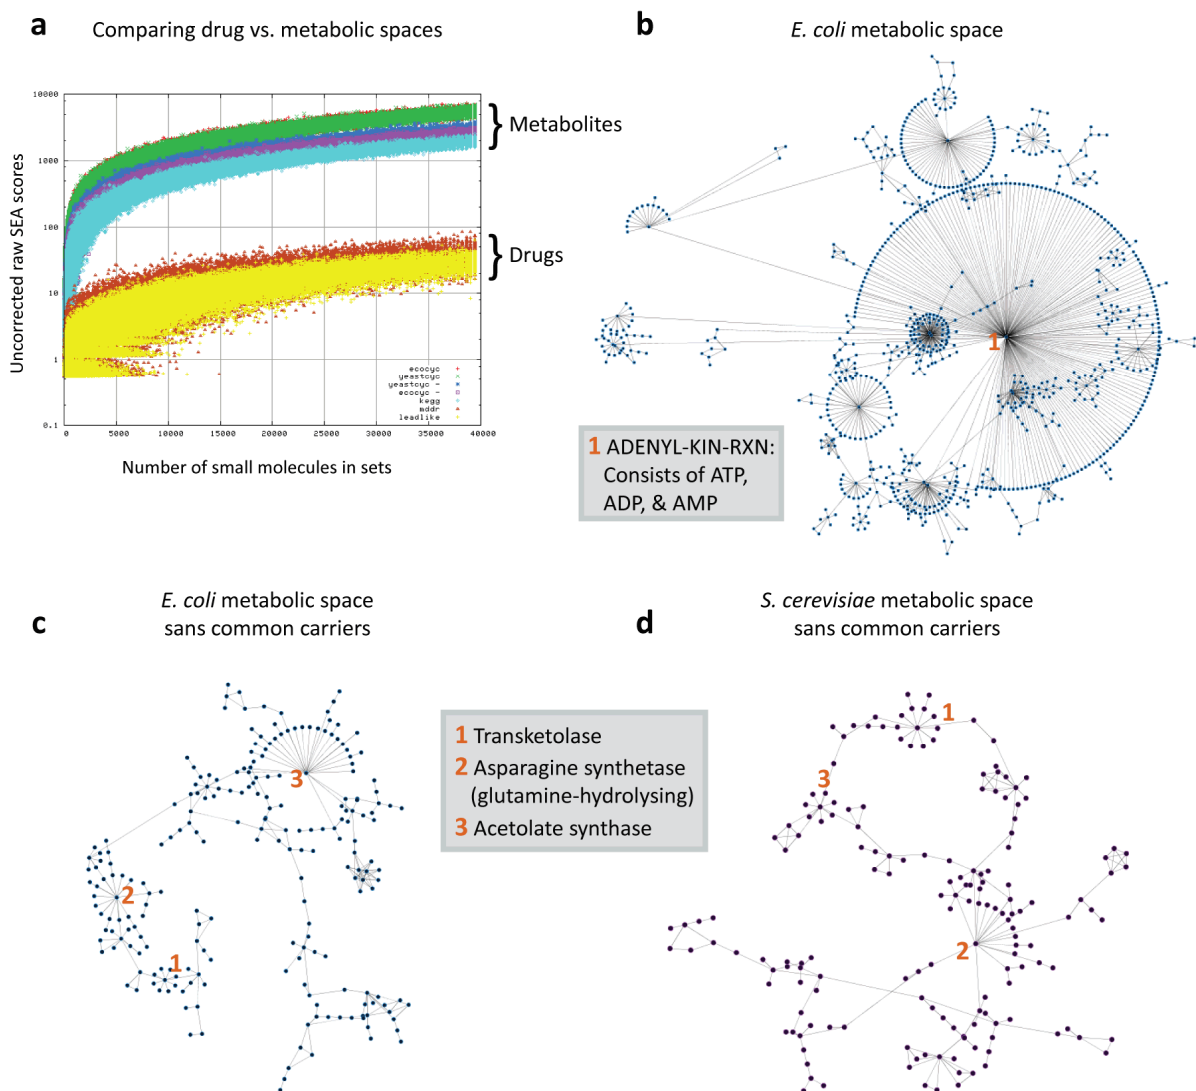 a
Comparing drug vs. metabolic spaces
Uncorrected raw SEA scores
10000
1000
100
10
1
0.1
0
5000
10000
15000
20000
25000
30000
35000
40000
Number of small molecules in sets
Metabolites
Drugs
ecocyc
yeastcyc
yeastcyc -
ecocyc -
kegg
mddr
leadlike
b
E. coli metabolic space
1
1 ADENYL-KIN-RXN:
Consists of ATP,
ADP, & AMP
c
E. coli metabolic space
sans common carriers
3
2
1
1 Transketolase
2 Asparagine synthetase
(glutamine-hydrolysing)
3 Acetolate synthase
d
S. cerevisiae metabolic space
sans common carriers
1
3
2